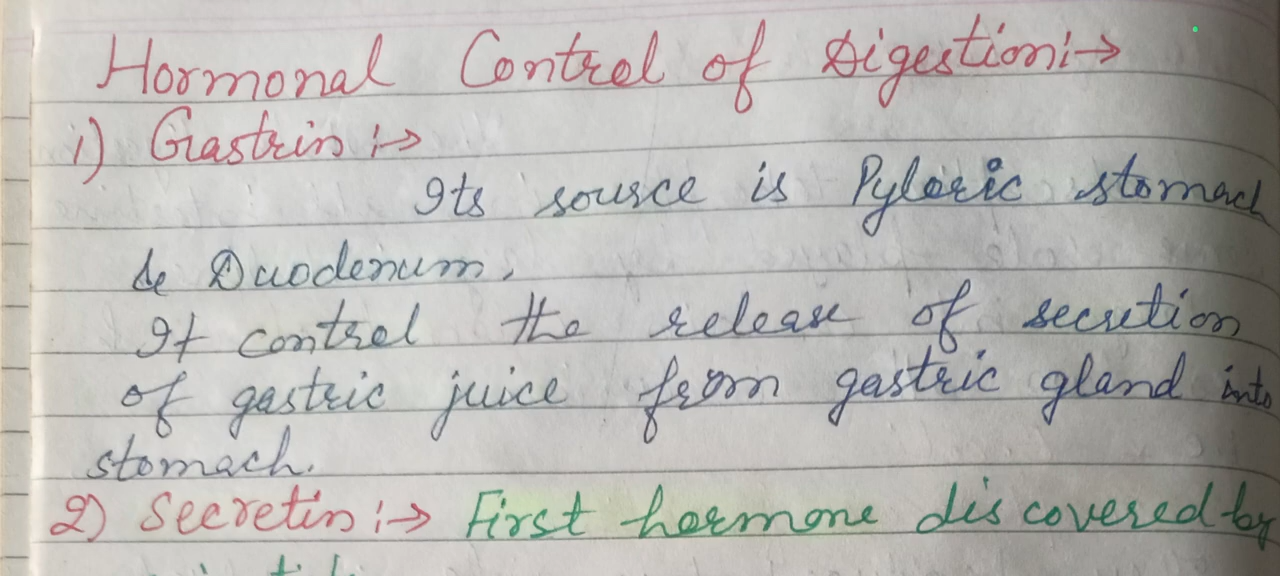 Hormonal Control of Digestion:→
i) Gastrin :→
Its source is Pyloric stomach
& Duodenum.
It control the release of secretion
of gastric juice from gastric gland into
stomach.
2) Secretin :→ First hormone discovered by